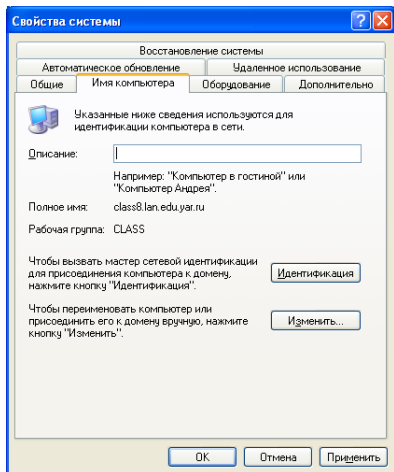 Свойства системы
Восстановление системы
Автоматическое обновление
Удаленное использование
Общие
Имя компьютера
Оборудование
Дополнительно
Указанные ниже сведения используются для
идентификации компьютера в сети.
Описание:
Например: "Компьютер в гостиной" или
"Компьютер Андрея".
Полное имя: class8.lan.edu.yar.ru
Рабочая группа: CLASS
Чтобы вызвать мастер сетевой идентификации
для присоединения компьютера к домену,
нажмите кнопку "Идентификация".
Идентификация
Чтобы переименовать компьютер или
присоединить его к домену вручную, нажмите
кнопку "Изменить".
Изменить...
OK
Отмена
Применить